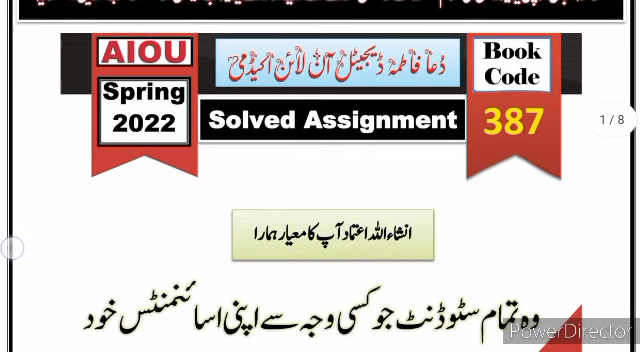 AIOU
Spring
2022
دُعا فاطمہ ڈیجیٹل آن لائن اکیڈمی
Solved Assignment
Book
Code
387
1 / 8
انشاءاللہ اعتماد آپ کا معیار ہمارا
وہ تمام سٹوڈنٹ جو کسی وجہ سے اپنی اسائنمنٹس خود
PowerDirector